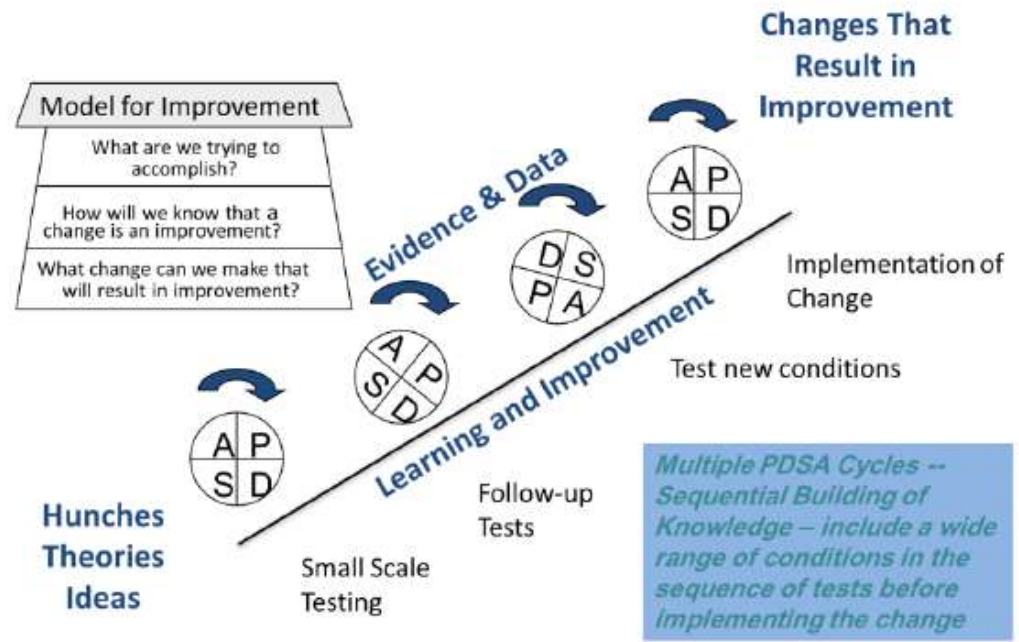 Changes That
Result in
Improvement
Model for Improvement
What are we trying to
accomplish?
How will we know that a
change is an improvement?
What change can we make that
will result in improvement?
Evidence & Data
A P
S D
D S
P A
A P
S D
A P
S D
Learning and Improvement
Implementation of
Change
Test new conditions
Follow-up
Tests
Small Scale
Testing
Hunches
Theories
Ideas
Multiple PDSA Cycles --
Sequential Building of
Knowledge – include a wide
range of conditions in the
sequence of tests before
implementing the change